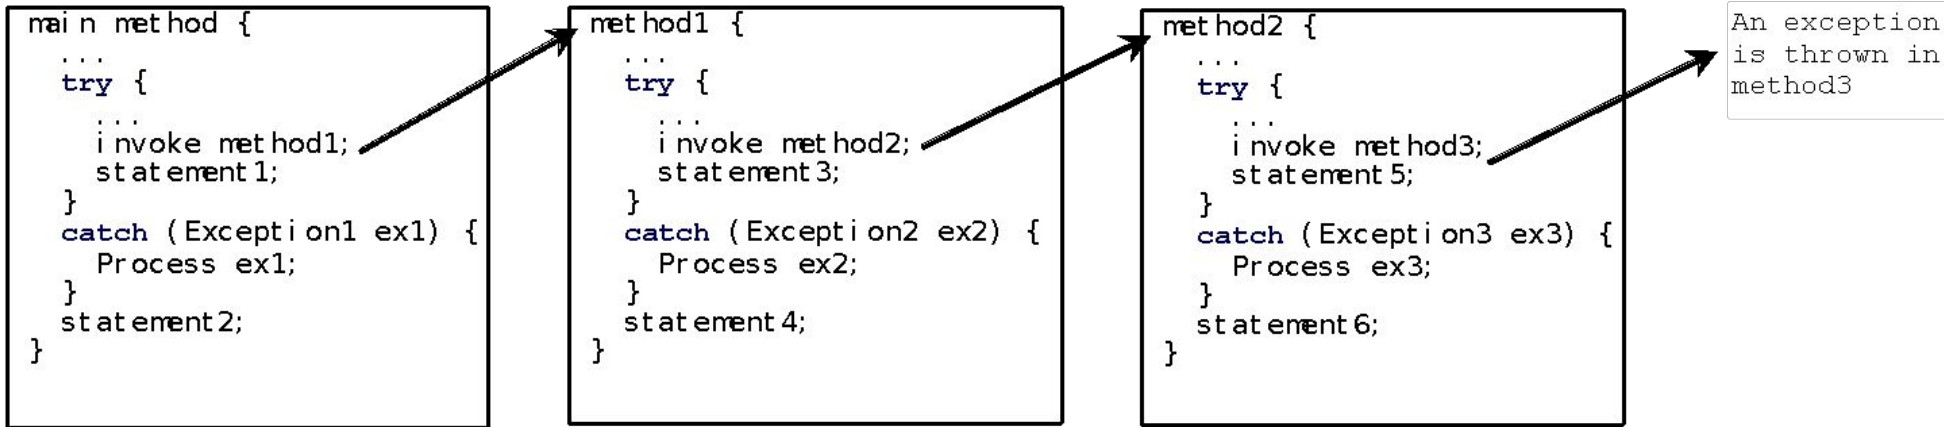 main method {
...
try {
...
invoke method1;
statement1;
}
catch (Exception1 ex1) {
Process ex1;
}
statement2;
}
method1 {
...
try {
...
invoke method2;
statement3;
}
catch (Exception2 ex2) {
Process ex2;
}
statement4;
}
method2 {
...
try {
...
invoke method3;
statement5;
}
catch (Exception3 ex3) {
Process ex3;
}
statement6;
}
An exception
is thrown in
method3